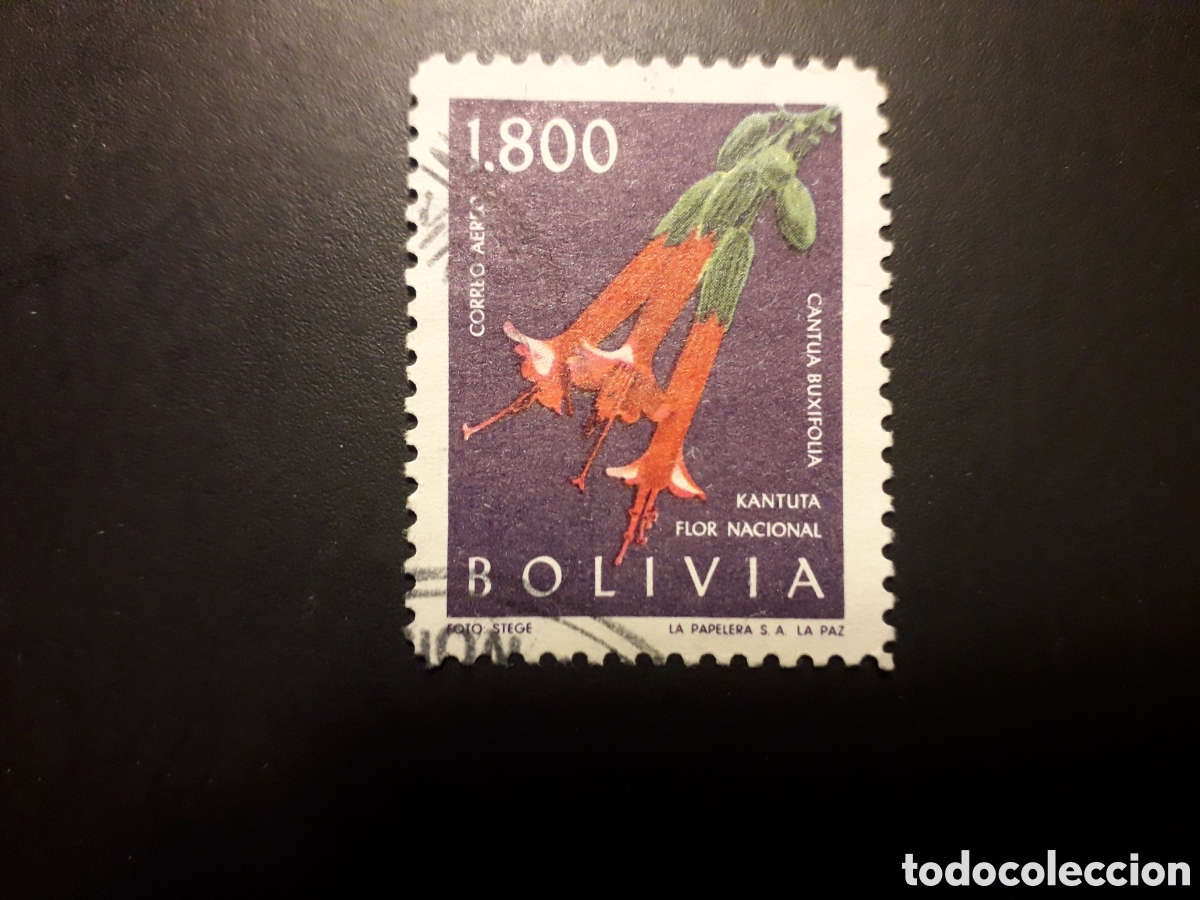 1.800
CORREO AEREO
CANTUA BUXIFOLIA
KANTUTA
FLOR NACIONAL
BOLIVIA
FOTO STEGE
LA PAPELERA S. A. LA PAZ
todocoleccion